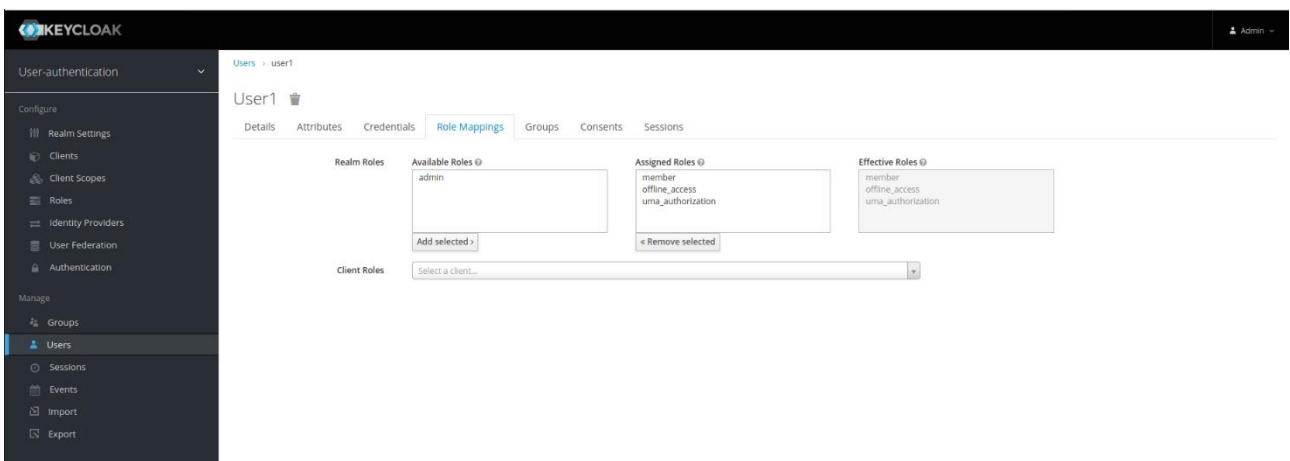 KEYCLOAK
Admin
User-authentication
Users > user1
User1
Configure
Details Attributes Credentials Role Mappings Groups Consents Sessions
Realm Settings
Clients
Client Scopes
Roles
Identity Providers
User Federation
Authentication
Realm Roles
Available Roles
admin
Add selected >
Assigned Roles
member
offline_access
uma_authorization
« Remove selected
Effective Roles
member
offline_access
uma_authorization
Client Roles
Select a client...
Manage
Groups
Users
Sessions
Events
Import
Export